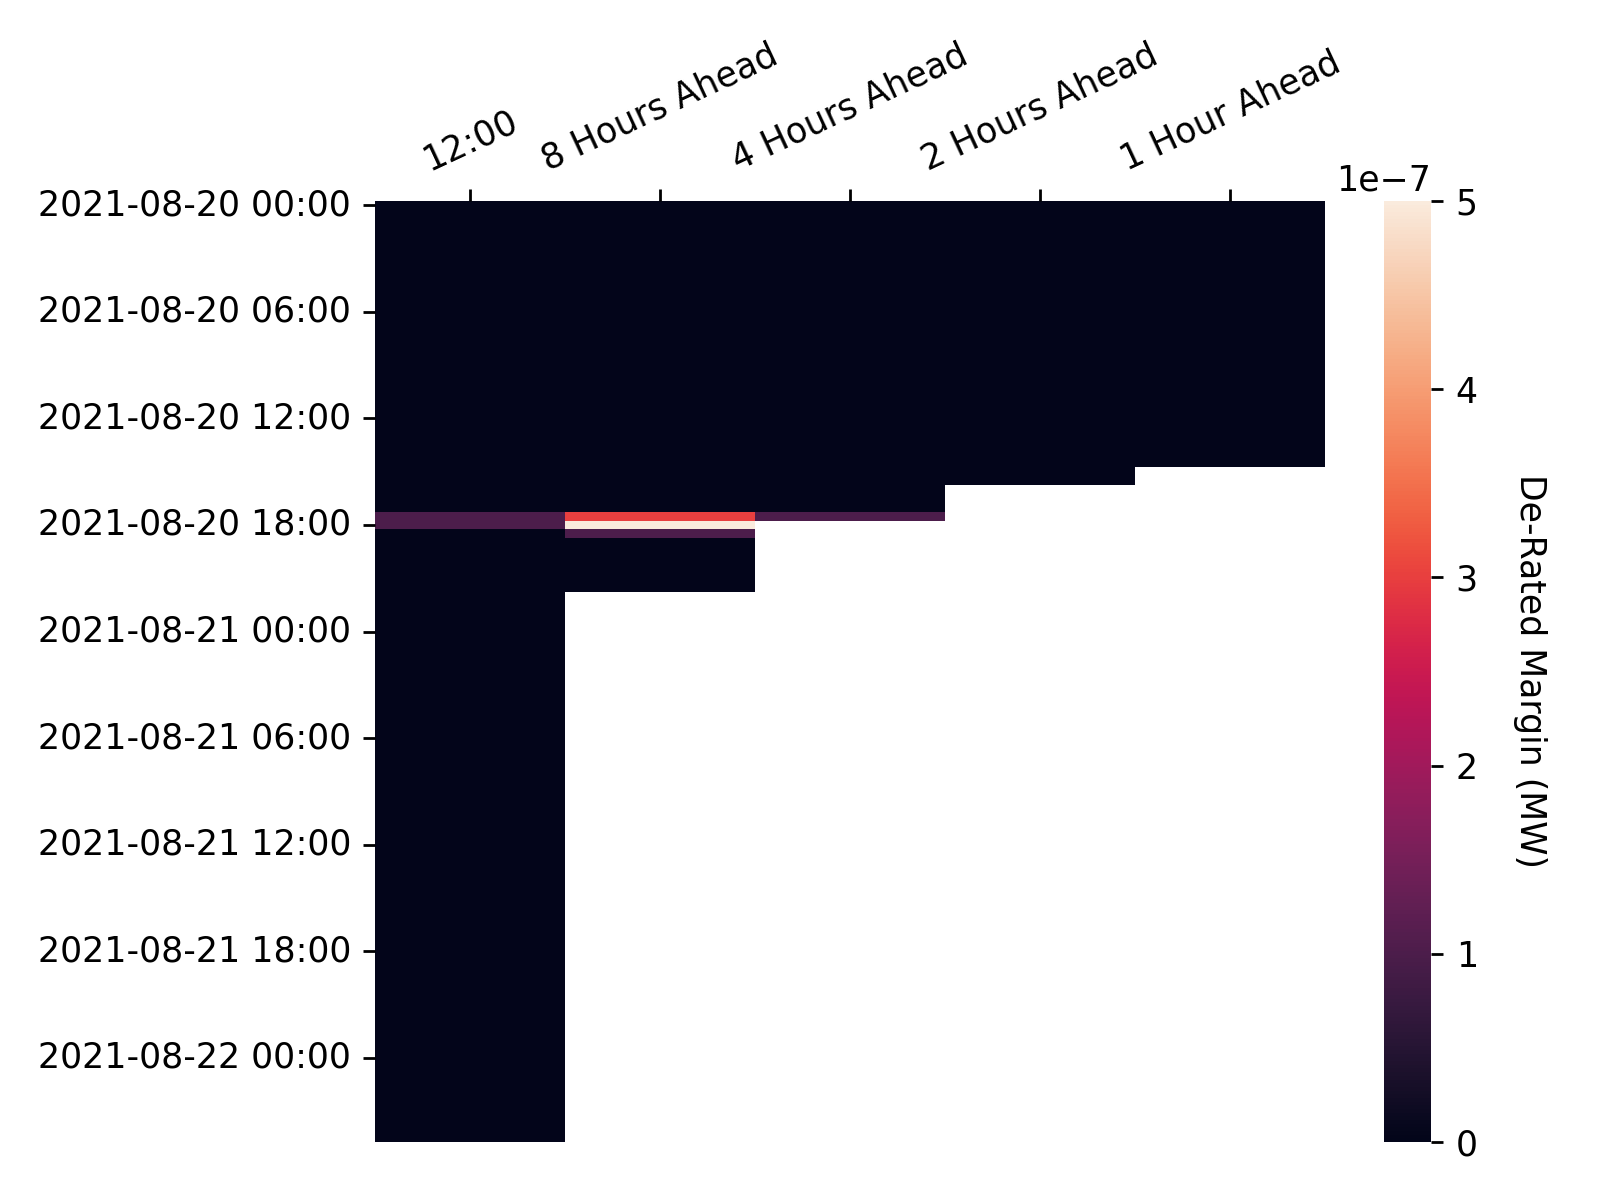 12:00
8 Hours Ahead
4 Hours Ahead
2 Hours Ahead
1 Hour Ahead
1e−7
2021-08-20 00:00
2021-08-20 06:00
2021-08-20 12:00
2021-08-20 18:00
2021-08-21 00:00
2021-08-21 06:00
2021-08-21 12:00
2021-08-21 18:00
2021-08-22 00:00
5
4
3
2
1
0
De-Rated Margin (MW)